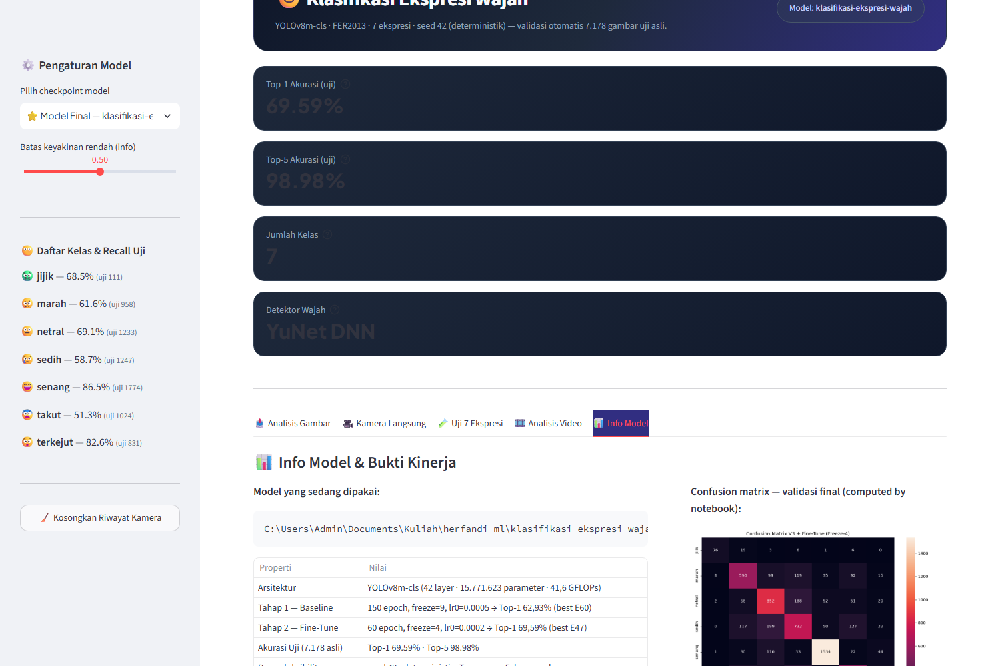 Pengaturan Model
Pilih checkpoint model
Model Final — klasifikasi-e
Batas keyakinan rendah (info)
0.50
Daftar Kelas & Recall Uji
jijik — 68.5% (uji 111)
marah — 61.6% (uji 958)
netral — 69.1% (uji 1233)
sedih — 58.7% (uji 1247)
senang — 86.5% (uji 1774)
takut — 51.3% (uji 1024)
terkejut — 82.6% (uji 831)
Kosongkan Riwayat Kamera
Klasifikasi Ekspresi Wajah
Model: klasifikasi-ekspresi-wajah
YOLOv8m-cls · FER2013 · 7 ekspresi · seed 42 (deterministik) — validasi otomatis 7.178 gambar uji asli.
Top-1 Akurasi (uji)
69.59%
Top-5 Akurasi (uji)
98.98%
Jumlah Kelas
7
Detektor Wajah
YuNet DNN
Analisis Gambar
Kamera Langsung
Uji 7 Ekspresi
Analisis Video
Info Model
Info Model & Bukti Kinerja
Model yang sedang dipakai:
C:\Users\Admin\Documents\Kuliah\herfandi-ml\klasifikasi-ekspresi-waja
Properti Nilai
Arsitektur YOLOv8m-cls (42 layer · 15.771.623 parameter · 41,6 GFLOPs)
Tahap 1 — Baseline 150 epoch, freeze=9, lr0=0.0005 → Top-1 62,93% (best E60)
Tahap 2 — Fine-Tune 60 epoch, freeze=4, lr0=0.0002 → Top-1 69,59% (best E47)
Akurasi Uji (7.178 asli) Top-1 69.59% · Top-5 98.98%
Confusion matrix — validasi final (computed by
notebook):
Confusion Matrix V3 + Fine-Tune (Freeze-4)
jijik 76 19 3 6 1 6 0
marah 8 590 99 119 35 92 15
netral 2 68 852 188 52 51 20
sedih 0 117 199 732 50 127 22
senang 1 30 110 33 1534 22 44
1400
1200
1000
800
600